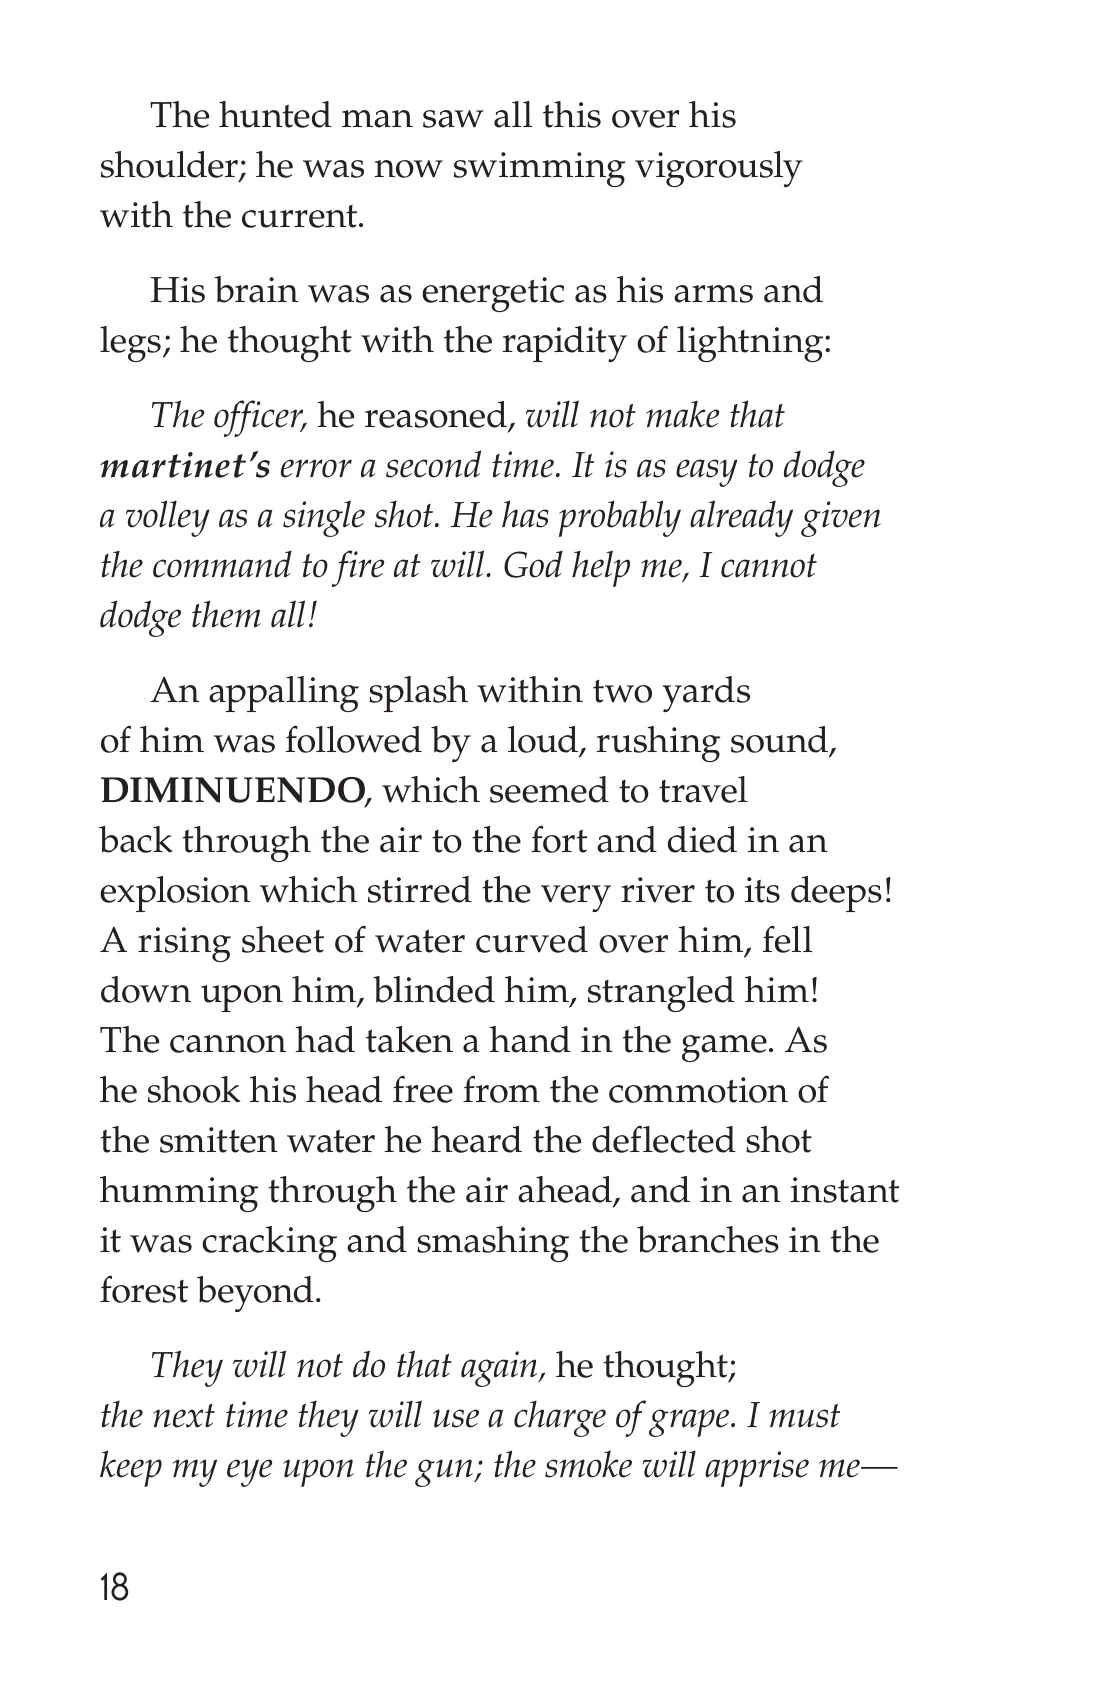 The hunted man saw all this over his
shoulder; he was now swimming vigorously
with the current.
His brain was as energetic as his arms and
legs; he thought with the rapidity of lightning:
The officer, he reasoned, will not make that
martinet’s error a second time. It is as easy to dodge
a volley as a single shot. He has probably already given
the command to fire at will. God help me, I cannot
dodge them all!
An appalling splash within two yards
of him was followed by a loud, rushing sound,
DIMINUENDO, which seemed to travel
back through the air to the fort and died in an
explosion which stirred the very river to its deeps!
A rising sheet of water curved over him, fell
down upon him, blinded him, strangled him!
The cannon had taken a hand in the game. As
he shook his head free from the commotion of
the smitten water he heard the deflected shot
humming through the air ahead, and in an instant
it was cracking and smashing the branches in the
forest beyond.
They will not do that again, he thought;
the next time they will use a charge of grape. I must
keep my eye upon the gun; the smoke will apprise me—
18